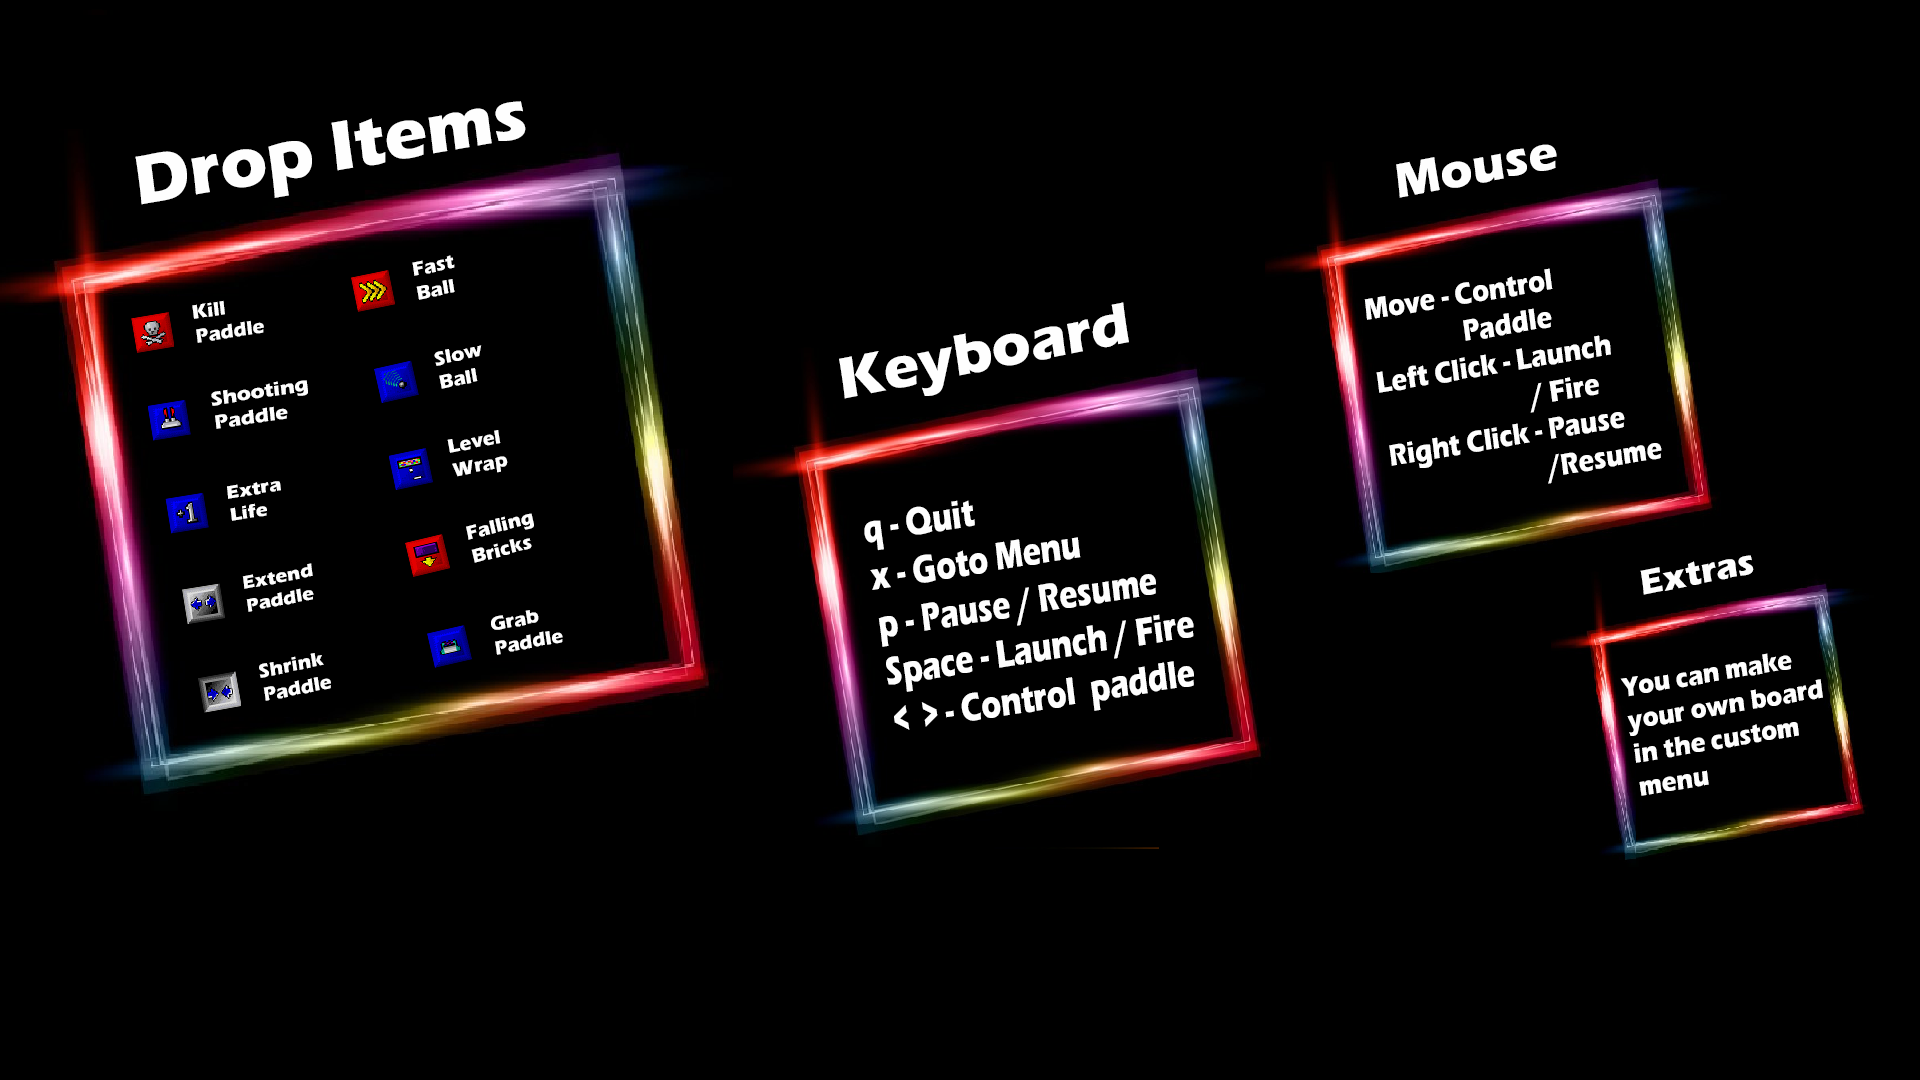 Drop Items
Kill
Paddle
Shooting
Paddle
+1
Extra
Life
Extend
Paddle
Shrink
Paddle
Fast
Ball
Slow
Ball
Level
Wrap
Falling
Bricks
Grab
Paddle
Keyboard
q - Quit
x - Goto Menu
p - Pause / Resume
Space - Launch / Fire
< > - Control paddle
Mouse
Move - Control
Paddle
Left Click - Launch
/ Fire
Right Click - Pause
/Resume
Extras
You can make
your own board
in the custom
menu